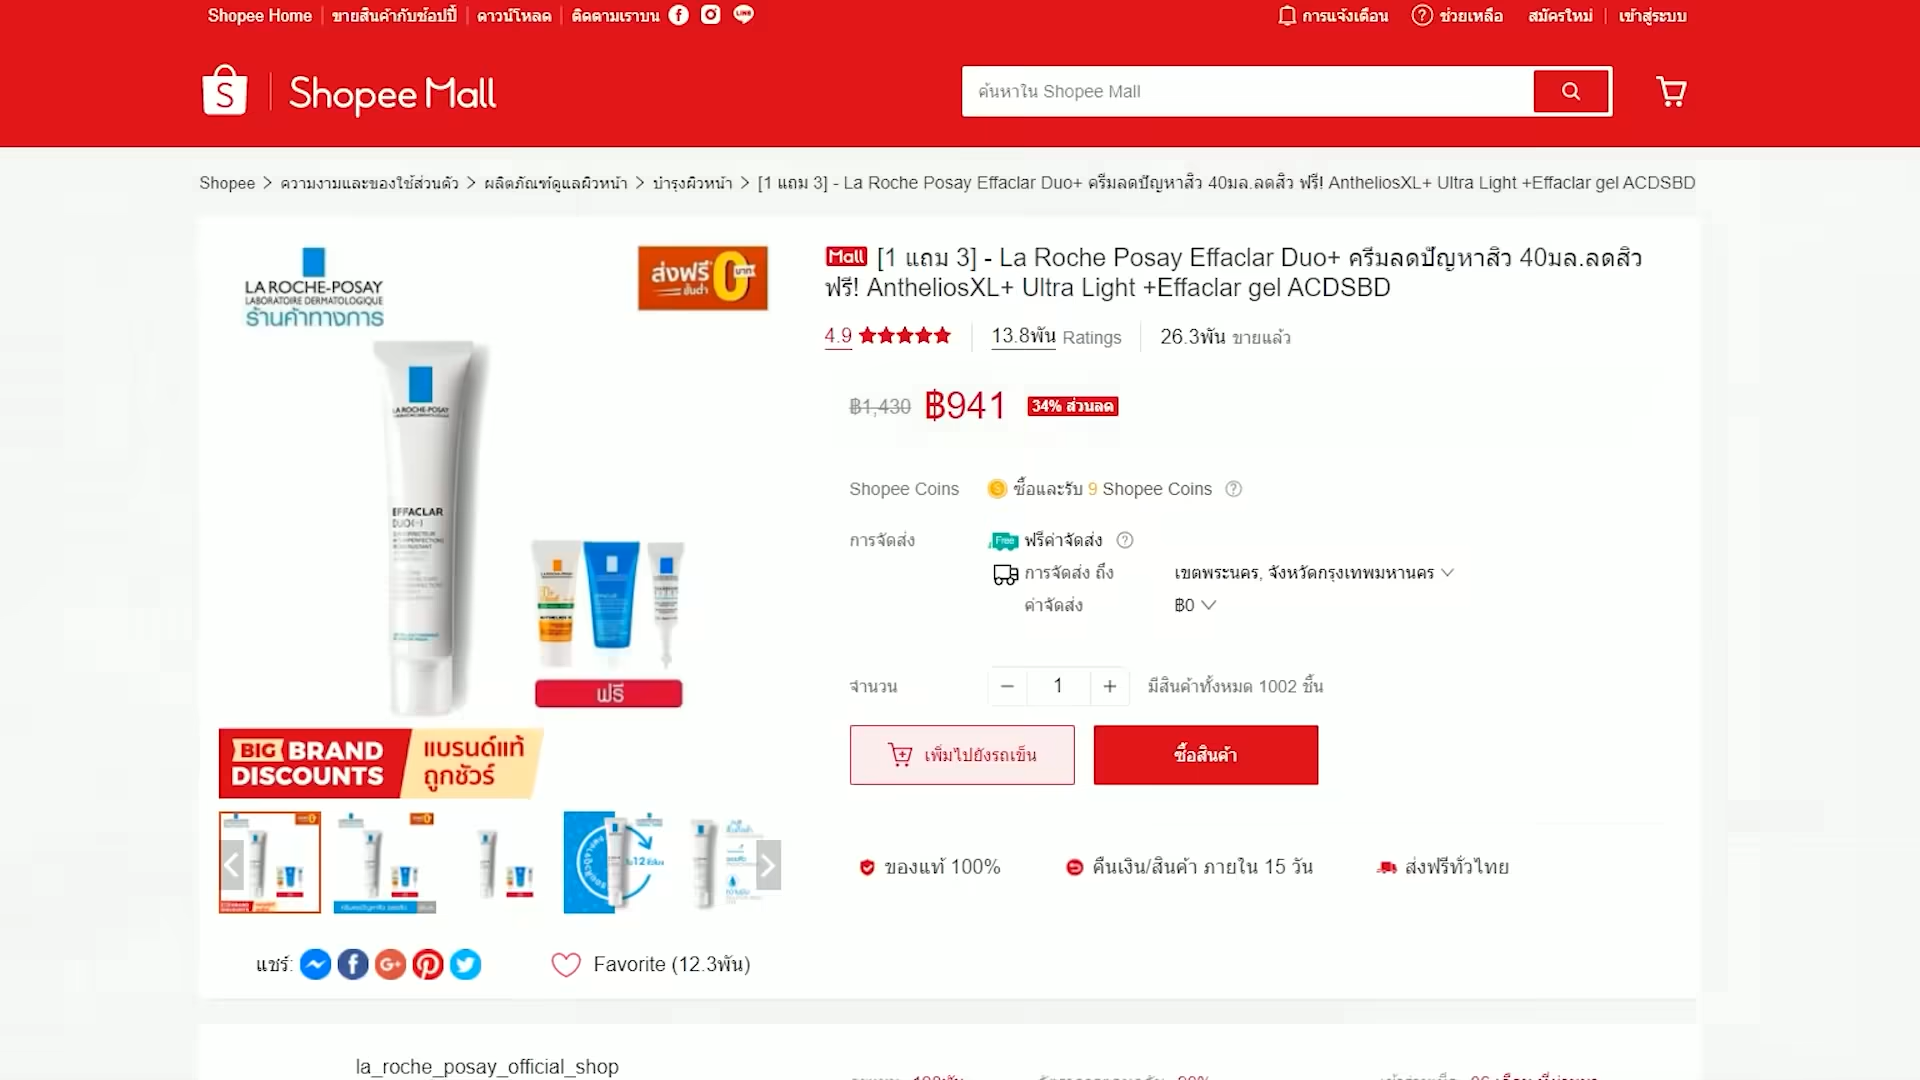 Shopee Home ขายสินค้ากับช้อปปี้ ดาวน์โหลด ติดตามเราบน
การแจ้งเตือน ช่วยเหลือ สมัครใหม่ เข้าสู่ระบบ
Shopee Mall
ค้นหาใน Shopee Mall
Shopee > ความงามและของใช้ส่วนตัว > ผลิตภัณฑ์ดูแลผิวหน้า > บำรุงผิวหน้า > [1 แถม 3] - La Roche Posay Effaclar Duo+ ครีมลดปัญหาสิว 40มล.ลดสิว ฟรี! AntheliosXL+ Ultra Light +Effaclar gel ACDSBD
LA ROCHE-POSAY
LABORATOIRE DERMATOLOGIQUE
ร้านค้าทางการ
ส่งฟรี ขั้นต่ำ 0 บาท
LA ROCHE-POSAY
EFFACLAR
DUO(+)
ฟรี
BIG BRAND
DISCOUNTS
แบรนด์แท้
ถูกชัวร์
Mall [1 แถม 3] - La Roche Posay Effaclar Duo+ ครีมลดปัญหาสิว 40มล.ลดสิว
ฟรี! AntheliosXL+ Ultra Light +Effaclar gel ACDSBD
4.9 13.8พัน Ratings 26.3พัน ขายแล้ว
฿1,430 ฿941 34% ส่วนลด
Shopee Coins ซื้อและรับ 9 Shopee Coins
การจัดส่ง Free ฟรีค่าจัดส่ง
การจัดส่ง ถึง เขตพระนคร, จังหวัดกรุงเทพมหานคร
ค่าจัดส่ง ฿0
จำนวน 1 มีสินค้าทั้งหมด 1002 ชิ้น
เพิ่มไปยังรถเข็น ซื้อสินค้า
ของแท้ 100% คืนเงิน/สินค้า ภายใน 15 วัน ส่งฟรีทั่วไทย
แชร์: Favorite (12.3พัน)
la_roche_posay_official_shop